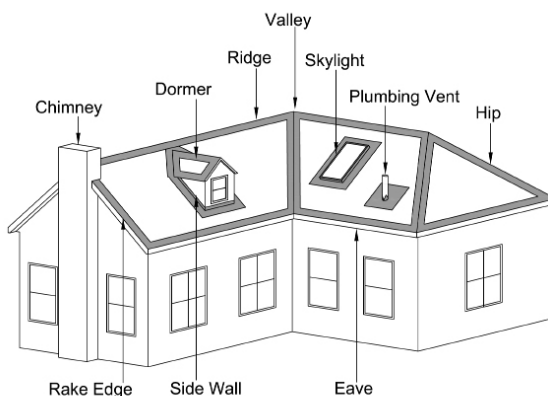 Valley
Ridge
Skylight
Dormer
Plumbing Vent
Chimney
Hip
Rake Edge
Side Wall
Eave